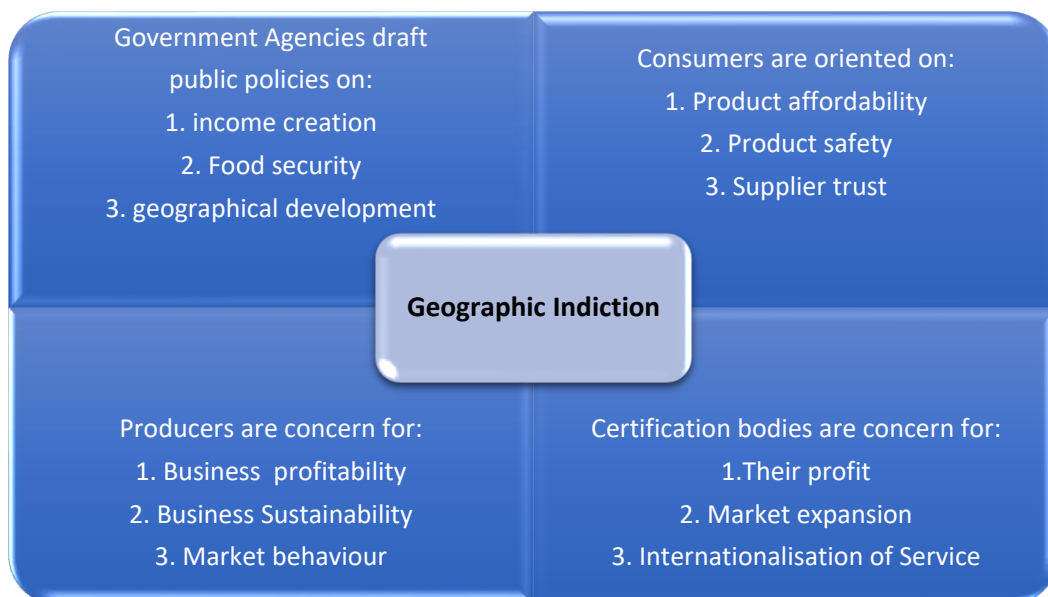 Government Agencies draft
public policies on:
1. income creation
2. Food security
3. geographical development
Consumers are oriented on:
1. Product affordability
2. Product safety
3. Supplier trust
Geographic Indiction
Producers are concern for:
1. Business  profitability
2. Business Sustainability
3. Market behaviour
Certification bodies are concern for:
1.Their profit
2. Market expansion
3. Internationalisation of Service